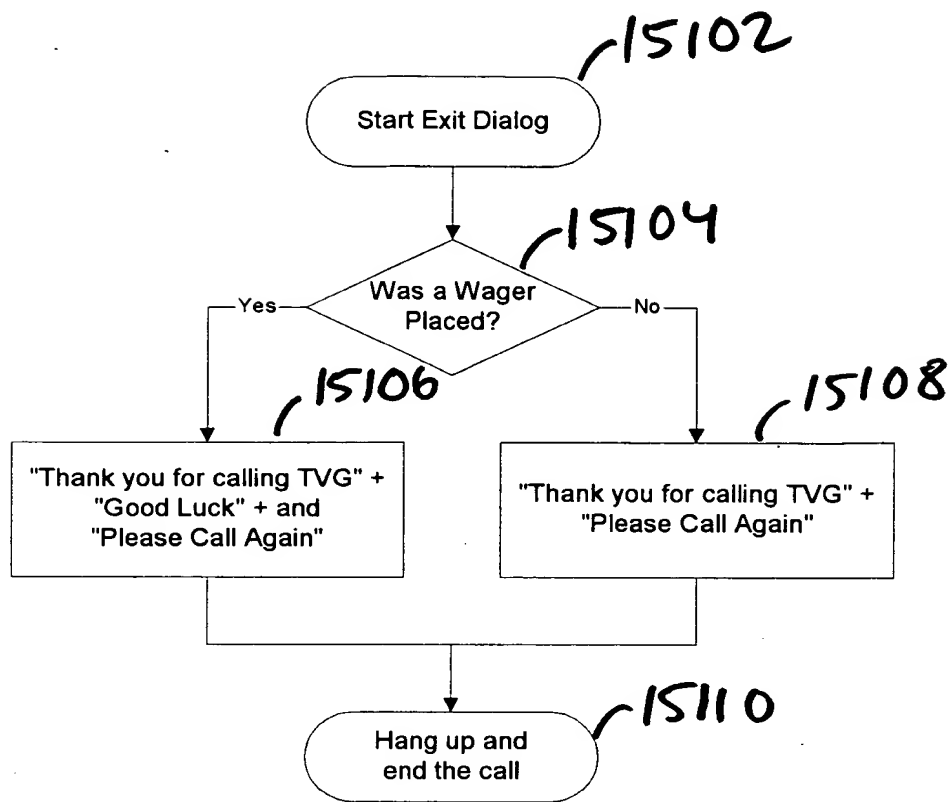 15102
Start Exit Dialog
15104
Was a Wager
Placed?
Yes
No
15106
15108
"Thank you for calling TVG" +
"Good Luck" + and
"Please Call Again"
"Thank you for calling TVG" +
"Please Call Again"
15110
Hang up and
end the call